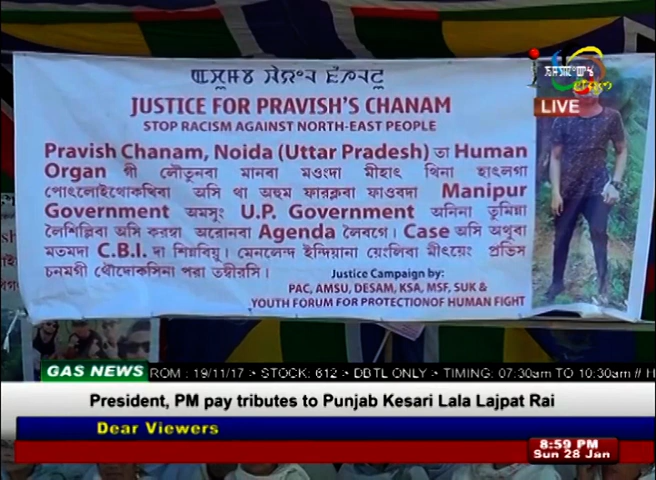 JUSTICE FOR PRAVISH'S CHANAM
STOP RACISM AGAINST NORTH-EAST PEOPLE
Pravish Chanam, Noida (Uttar Pradesh) তা Human
Organ গী লৌতুনবা মানবা মওংদা মীহাৎ থিনা হাৎলগা
পোৎলোইথোকখিবা অসি থা অহুম ফারক্লবা ফাওবদা Manipur
Government অমসুং U.P. Government অনিনা তুমিন্না
লৈশিল্লিবা অসি করম্বা অরোনবা Agenda লৈবগে। Case অসি অথুবা
মতমদা C.B.I. দা শিন্নবিয়ু। মেনলেন্দ ইন্দিয়ানা য়েংলিবা মীৎয়েং প্রভিস
চনমগী থৌদোকসিনা পরা তম্বীরসি।
Justice Campaign by:
PAC, AMSU, DESAM, KSA, MSF, SUK &
YOUTH FORUM FOR PROTECTIONOF HUMAN FIGHT
LIVE
GAS NEWS ROM : 19/11/17 > STOCK: 612 > DBTL ONLY > TIMING: 07:30am TO 10:30am // H
President, PM pay tributes to Punjab Kesari Lala Lajpat Rai
Dear Viewers
8:59 PM
Sun 28 Jan